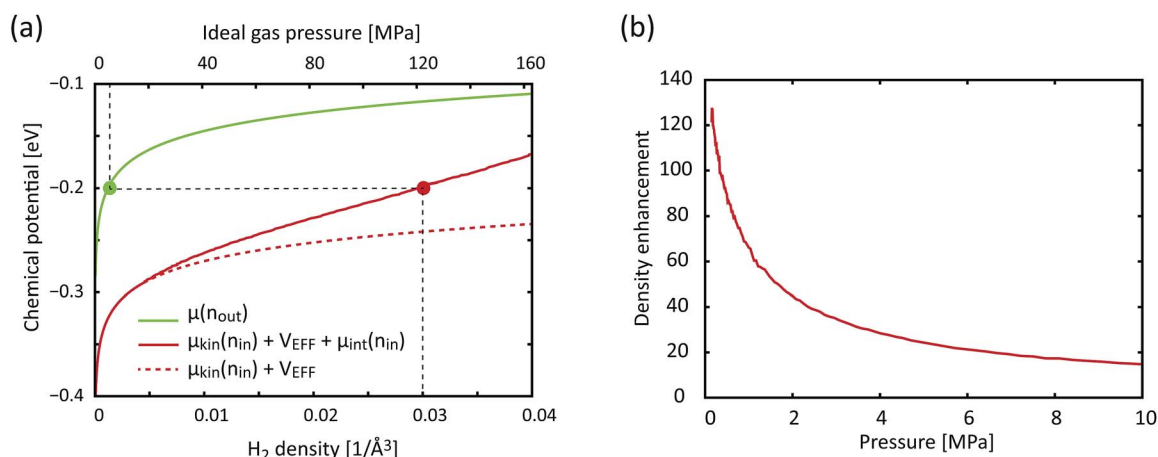 (a)
Ideal gas pressure [MPa]
0 40 80 120 160
Chemical potential [eV]
−0.1
−0.2
−0.3
−0.4
μ(n_out)
μ_kin(n_in) + V_EFF + μ_int(n_in)
μ_kin(n_in) + V_EFF
0 0.01 0.02 0.03 0.04
H₂ density [1/Å³]
(b)
Density enhancement
140
120
100
80
60
40
20
0
0 2 4 6 8 10
Pressure [MPa]